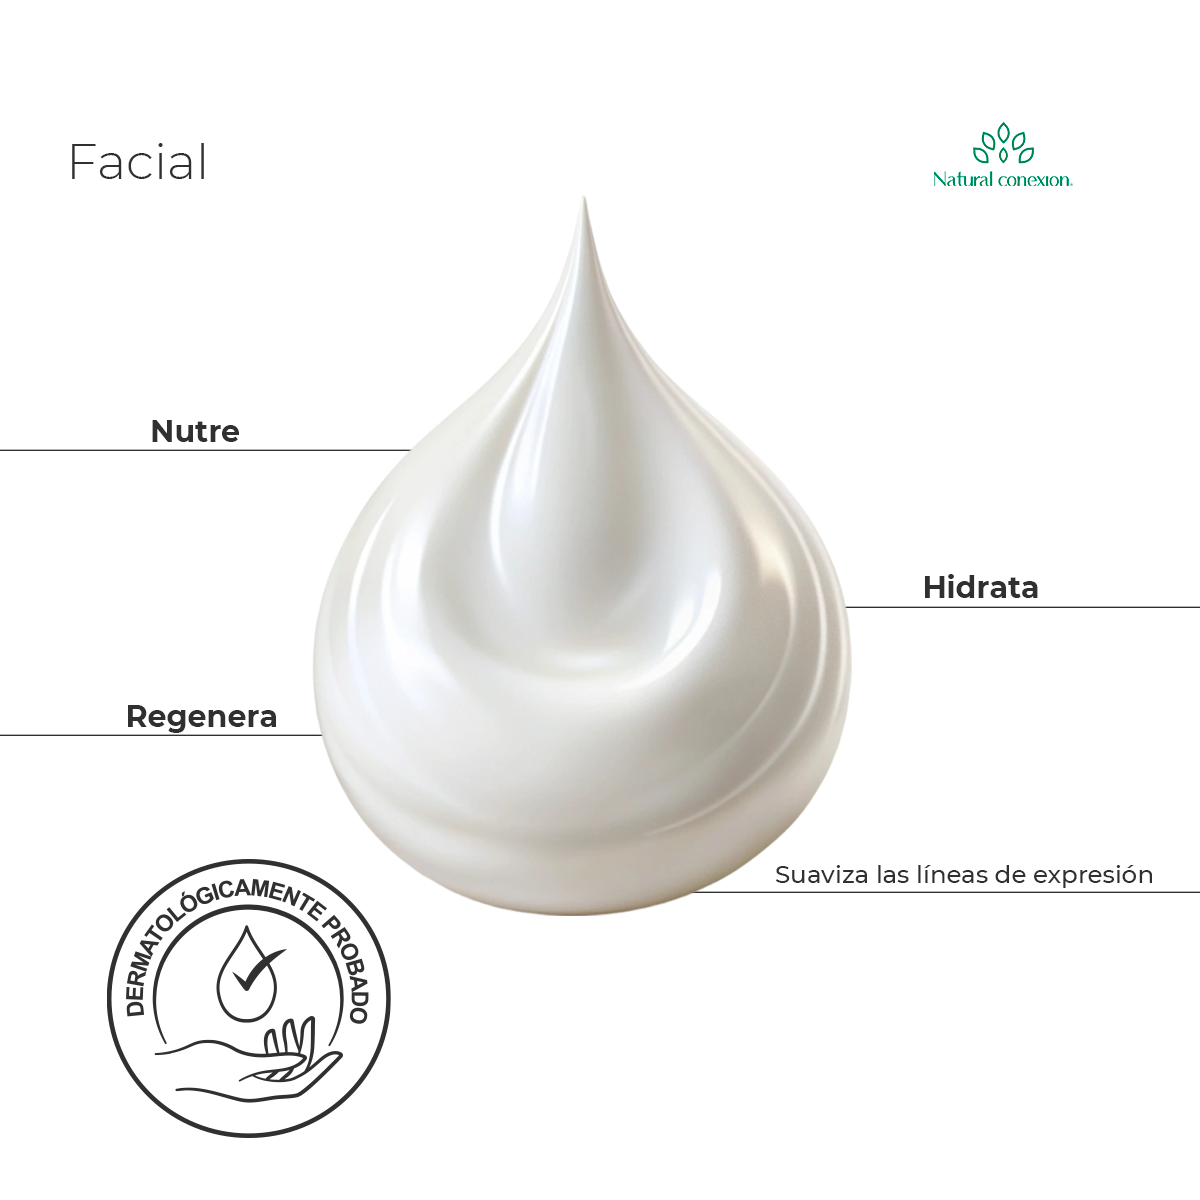 Facial
Natural conexion
Nutre
Hidrata
Regenera
Suaviza las líneas de expresión
DERMATOLÓGICAMENTE PROBADO